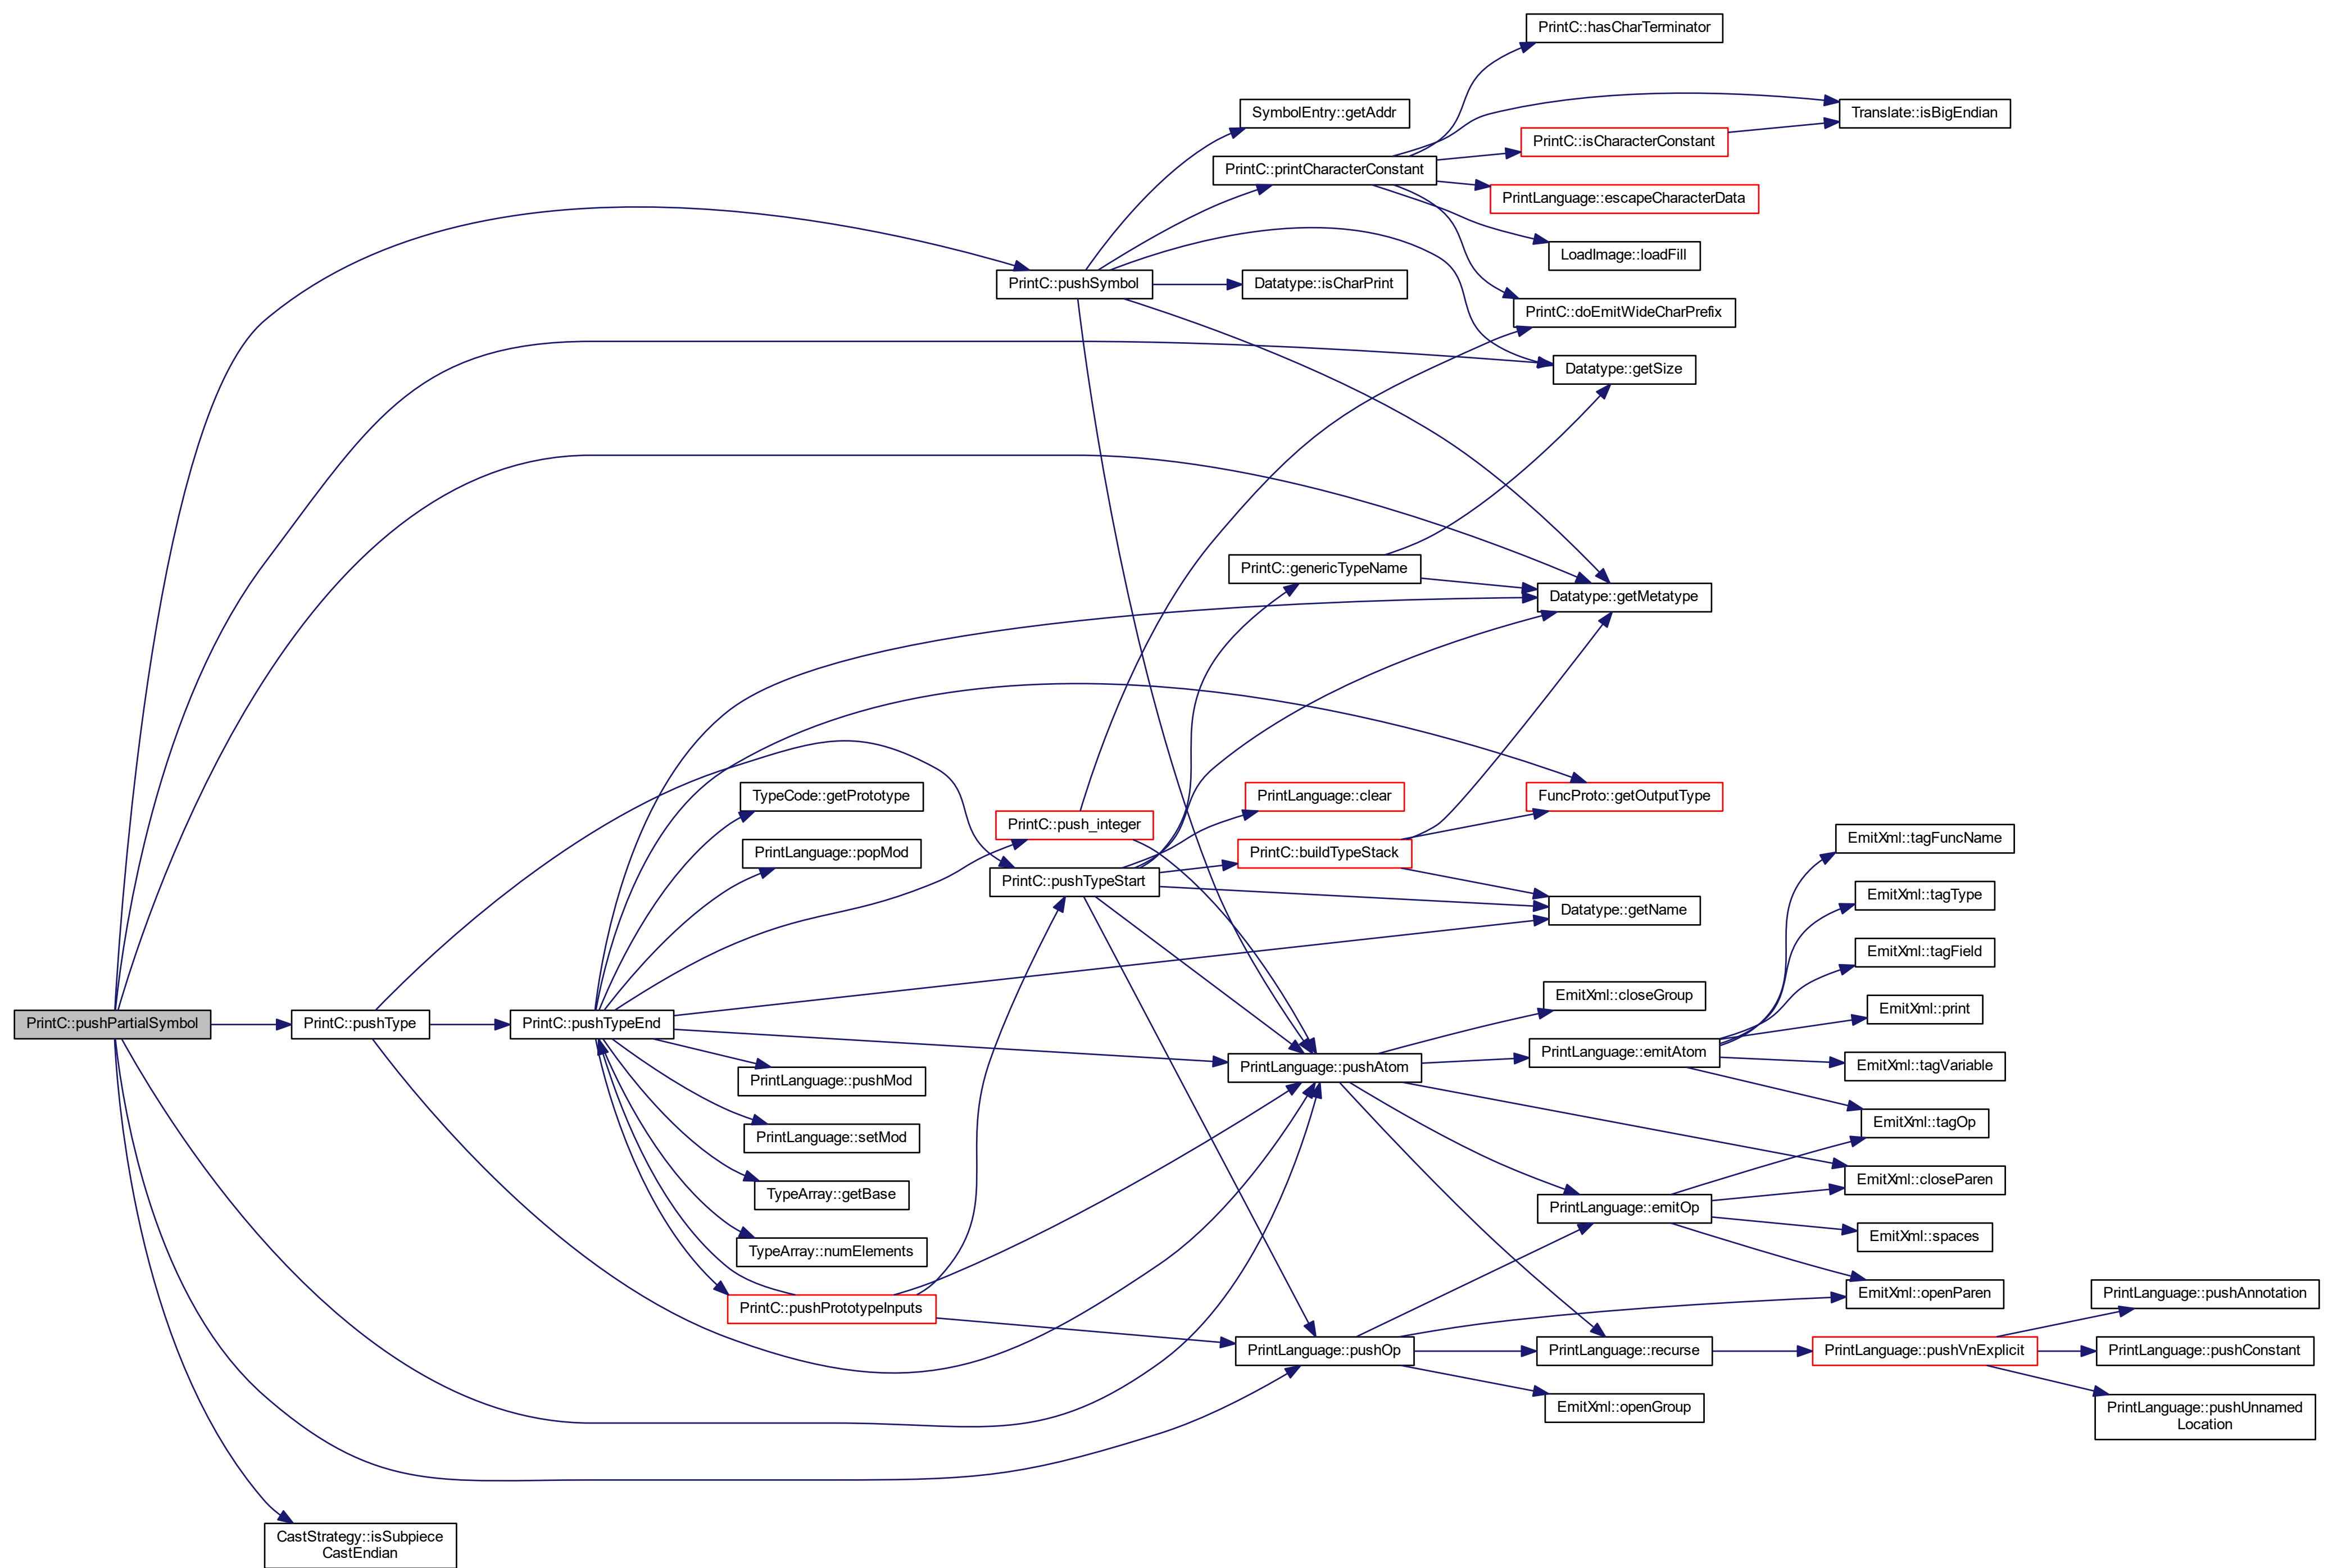 PrintC::hasCharTerminator
SymbolEntry::getAddr
Translate::isBigEndian
PrintC::isCharacterConstant
PrintC::printCharacterConstant
PrintLanguage::escapeCharacterData
LoadImage::loadFill
PrintC::pushSymbol
Datatype::isCharPrint
PrintC::doEmitWideCharPrefix
Datatype::getSize
PrintC::genericTypeName
Datatype::getMetatype
TypeCode::getPrototype
PrintLanguage::clear
FuncProto::getOutputType
PrintC::push_integer
EmitXml::tagFuncName
PrintLanguage::popMod
PrintC::buildTypeStack
PrintC::pushTypeStart
EmitXml::tagType
Datatype::getName
EmitXml::tagField
EmitXml::closeGroup
EmitXml::print
PrintC::pushPartialSymbol
PrintC::pushType
PrintC::pushTypeEnd
PrintLanguage::emitAtom
PrintLanguage::pushAtom
EmitXml::tagVariable
PrintLanguage::pushMod
EmitXml::tagOp
PrintLanguage::setMod
EmitXml::closeParen
TypeArray::getBase
PrintLanguage::emitOp
EmitXml::spaces
TypeArray::numElements
EmitXml::openParen
PrintLanguage::pushAnnotation
PrintC::pushPrototypeInputs
PrintLanguage::pushOp
PrintLanguage::recurse
PrintLanguage::pushVnExplicit
PrintLanguage::pushConstant
EmitXml::openGroup
PrintLanguage::pushUnnamed
Location
CastStrategy::isSubpiece
CastEndian